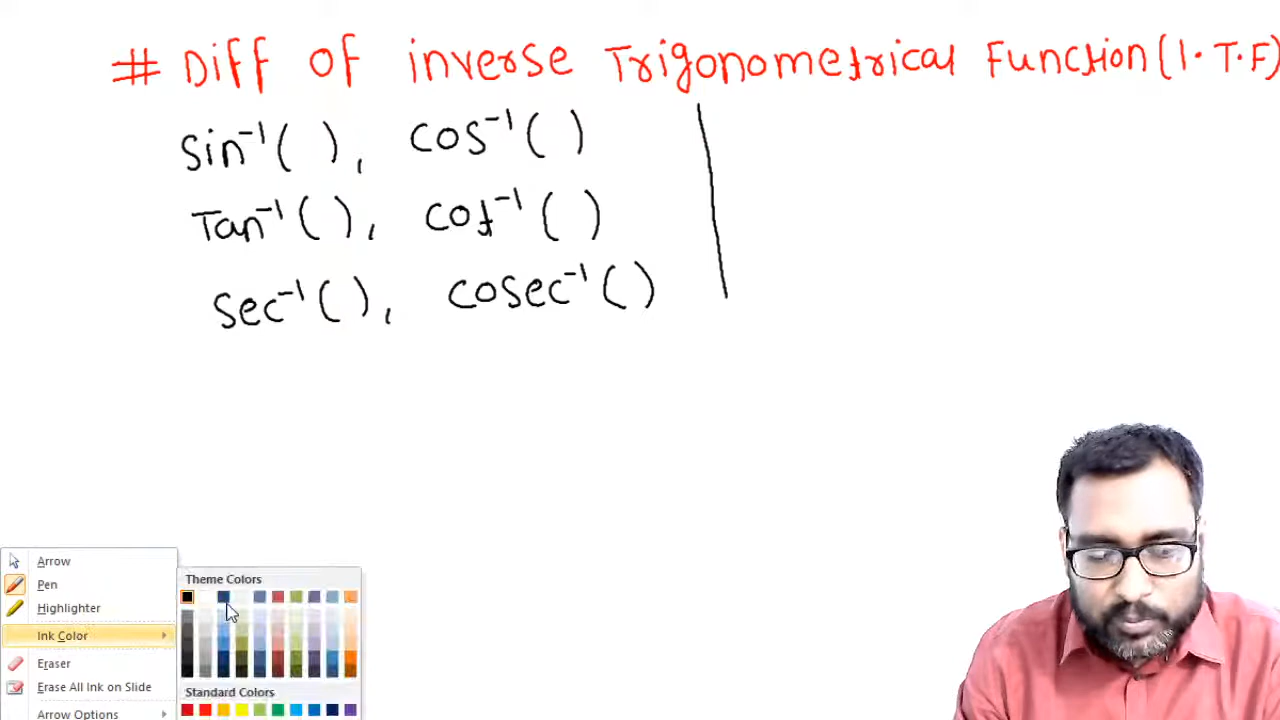 # Diff of inverse Trigonometrical Function (I.T.F)
sin⁻¹( ), cos⁻¹( )
Tan⁻¹( ), cot⁻¹( )
sec⁻¹( ), cosec⁻¹( )
Arrow
Pen
Highlighter
Ink Color
Eraser
Erase All Ink on Slide
Arrow Options
Theme Colors
Standard Colors